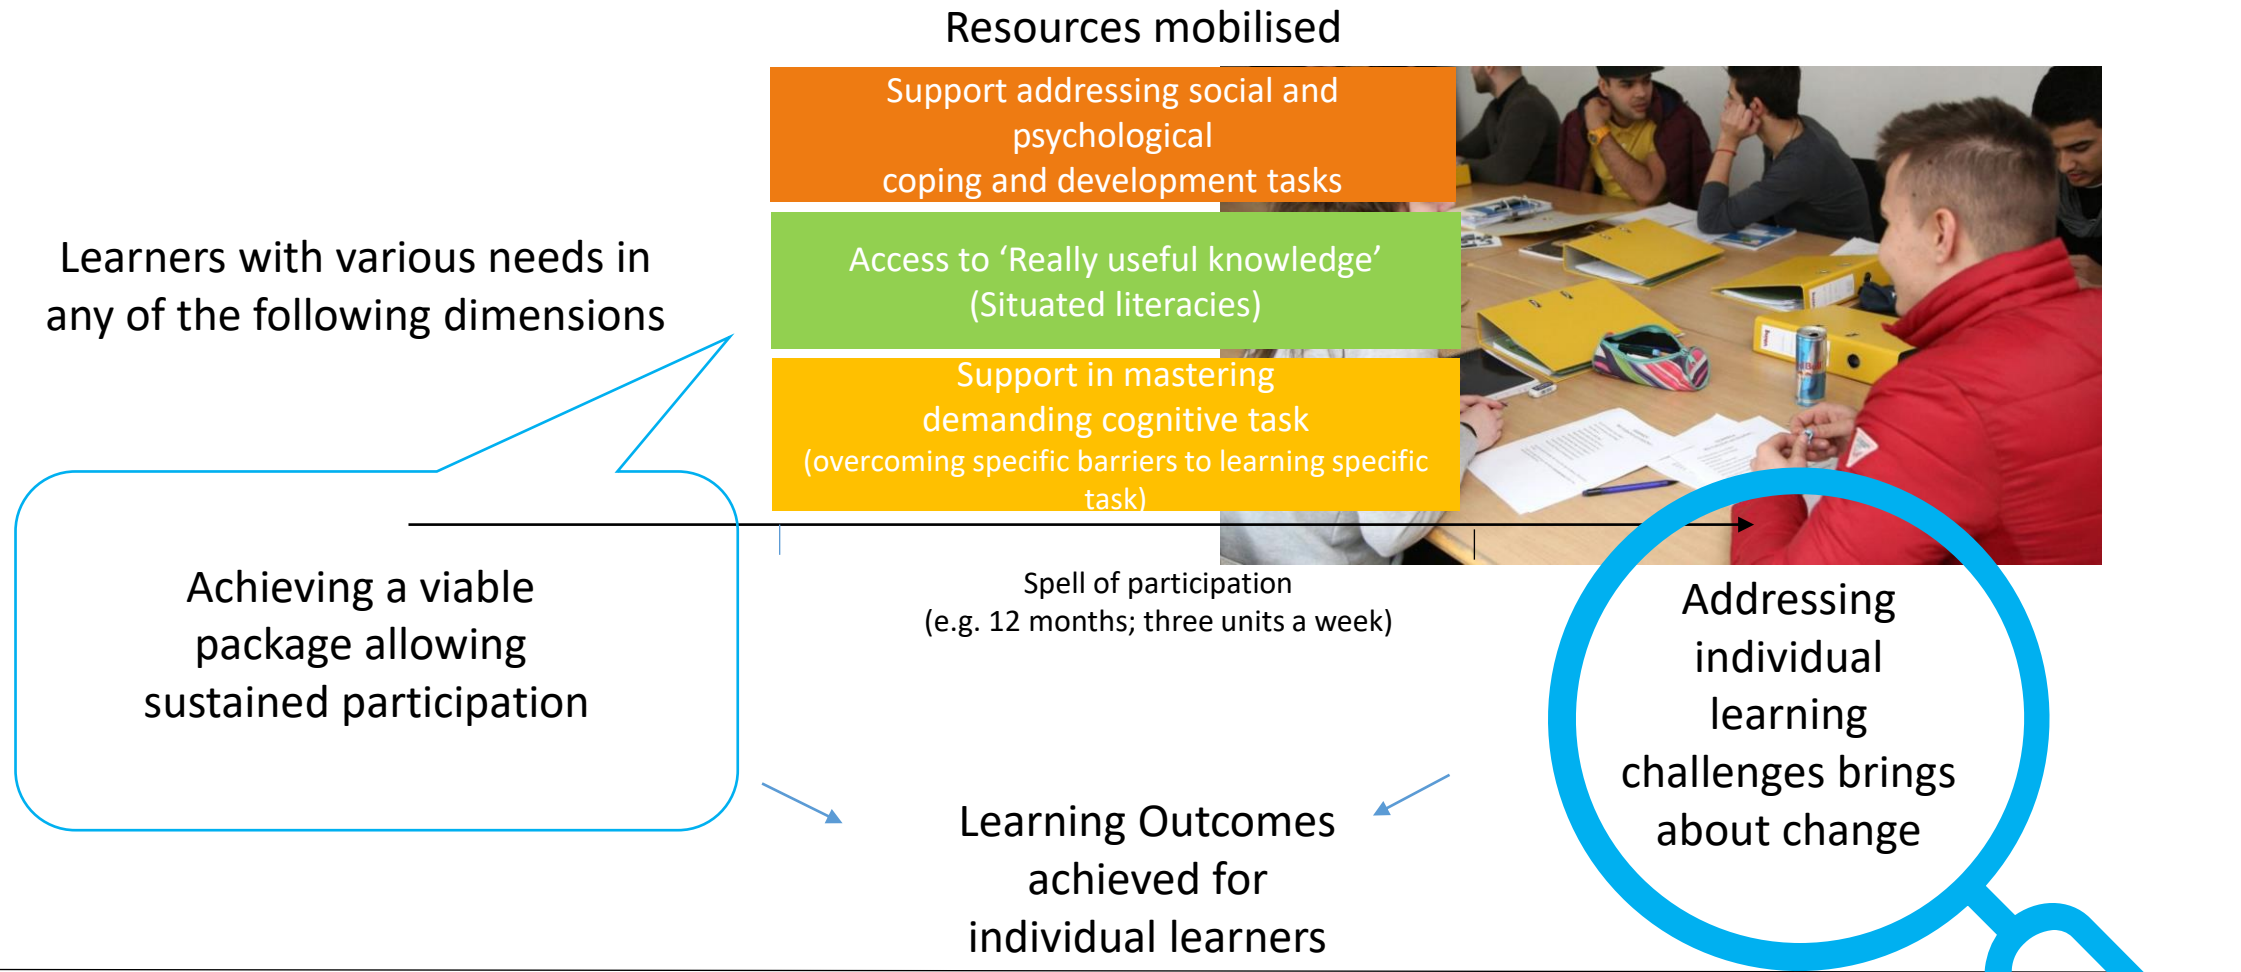 Resources mobilised
Support addressing social and
psychological
coping and development tasks
Learners with various needs in
any of the following dimensions
Access to ‘Really useful knowledge’
(Situated literacies)
Support in mastering
demanding cognitive task
(overcoming specific barriers to learning specific
task)
Achieving a viable
package allowing
sustained participation
Spell of participation
(e.g. 12 months; three units a week)
Addressing
individual
learning
challenges brings
about change
Learning Outcomes
achieved for
individual learners